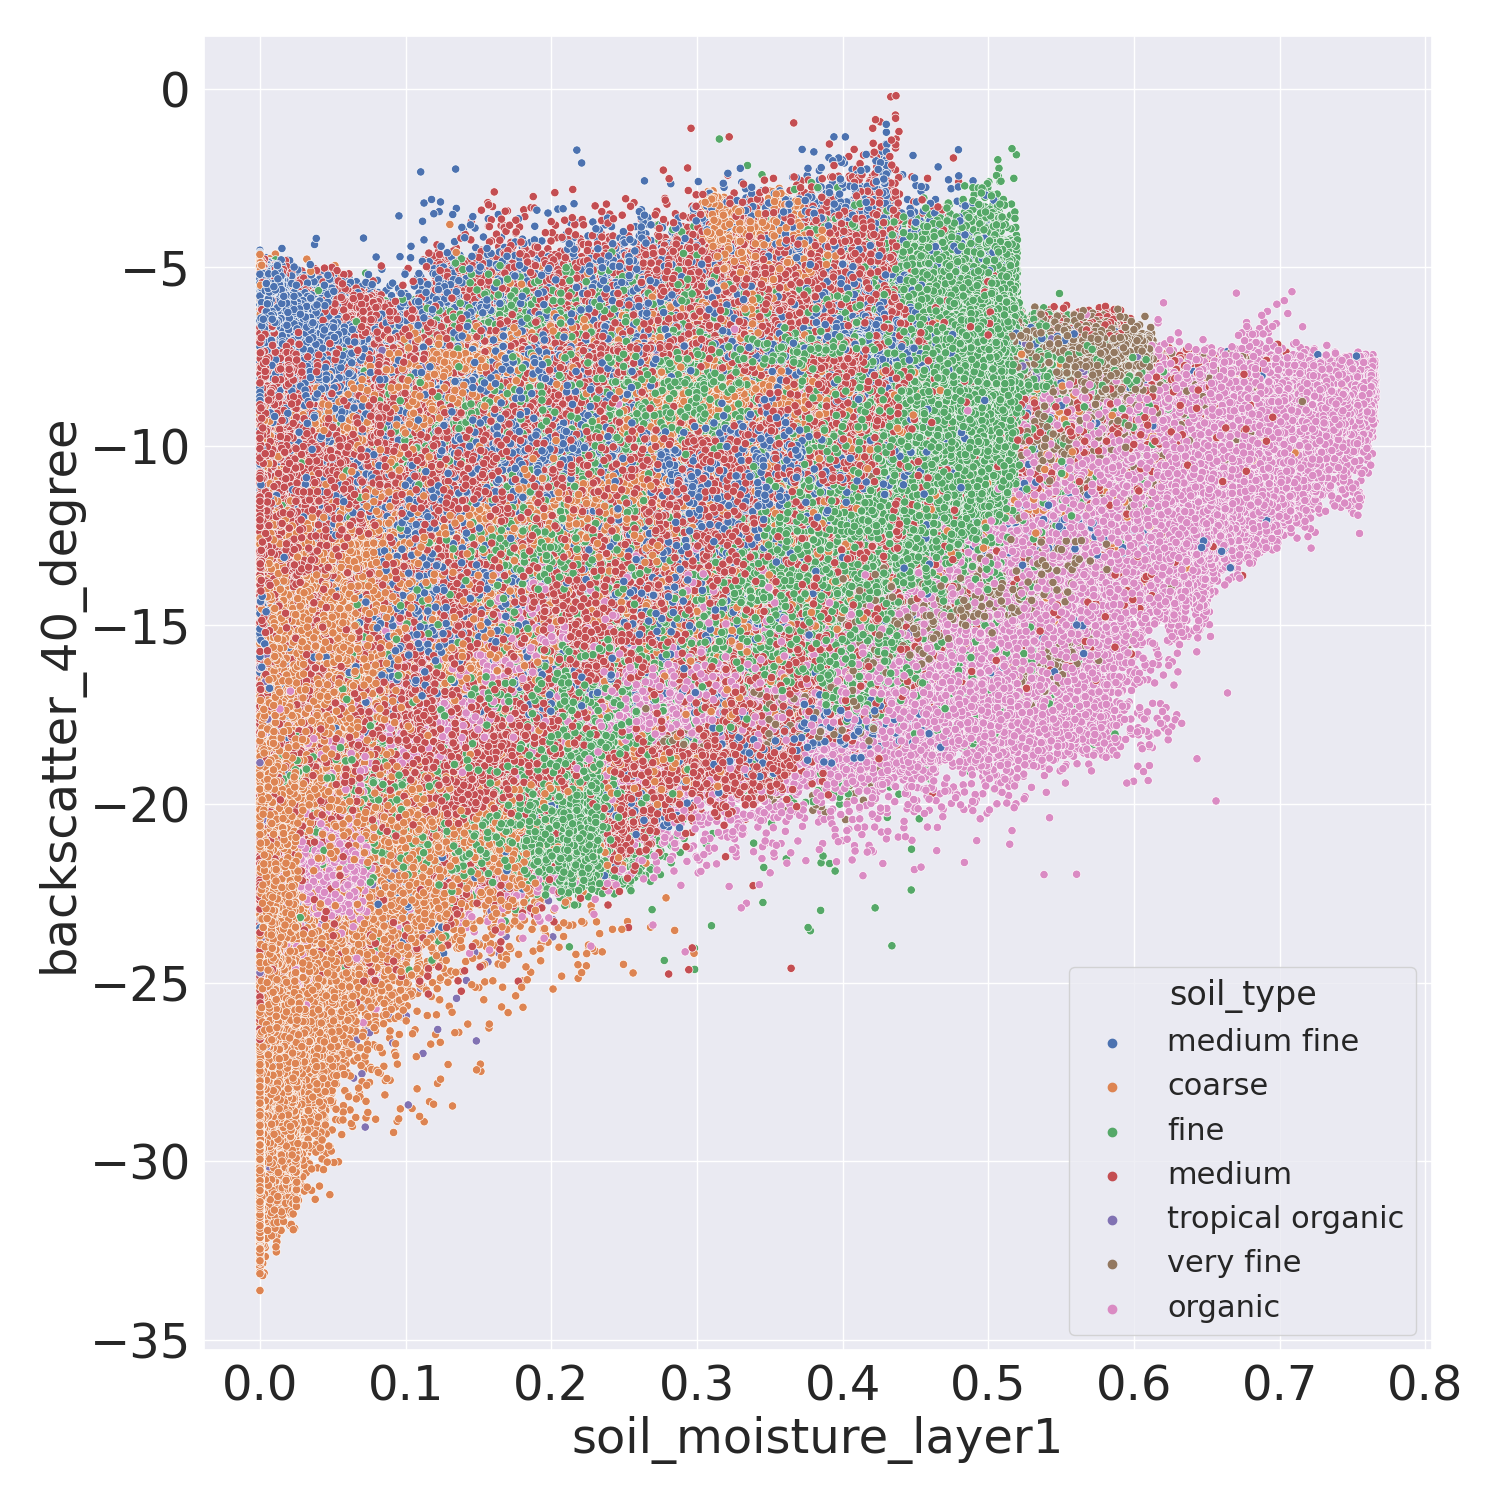 0
−5
−10
−15
−20
−25
−30
−35
backscatter_40_degree
0.0 0.1 0.2 0.3 0.4 0.5 0.6 0.7 0.8
soil_moisture_layer1
soil_type
medium fine
coarse
fine
medium
tropical organic
very fine
organic